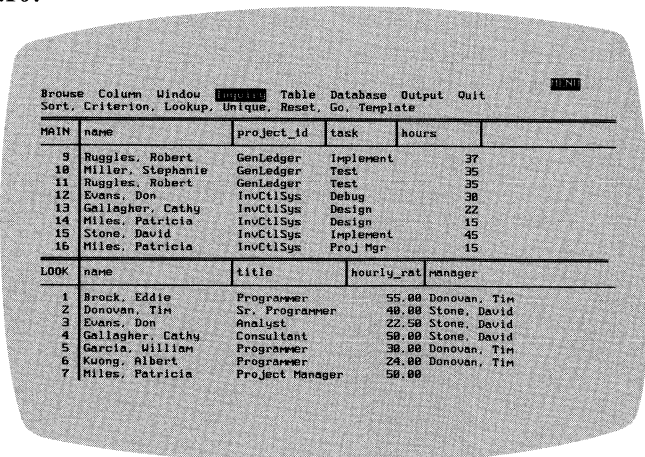 MENU
Browse Column Window Inquiry Table Database Output Quit
Sort, Criterion, Lookup, Unique, Reset, Go, Template
MAIN name project_id task hours
9 Ruggles, Robert GenLedger Implement 37
10 Miller, Stephanie GenLedger Test 35
11 Ruggles, Robert GenLedger Test 35
12 Evans, Don InvCtlSys Debug 30
13 Gallagher, Cathy InvCtlSys Design 22
14 Miles, Patricia InvCtlSys Design 15
15 Stone, David InvCtlSys Implement 45
16 Miles, Patricia InvCtlSys Proj Mgr 15
LOOK name title hourly_rat manager
1 Brock, Eddie Programmer 55.00 Donovan, Tim
2 Donovan, Tim Sr. Programmer 40.00 Stone, David
3 Evans, Don Analyst 22.50 Stone, David
4 Gallagher, Cathy Consultant 50.00 Stone, David
5 Garcia, William Programmer 30.00 Donovan, Tim
6 Kwong, Albert Programmer 24.00 Donovan, Tim
7 Miles, Patricia Project Manager 50.00